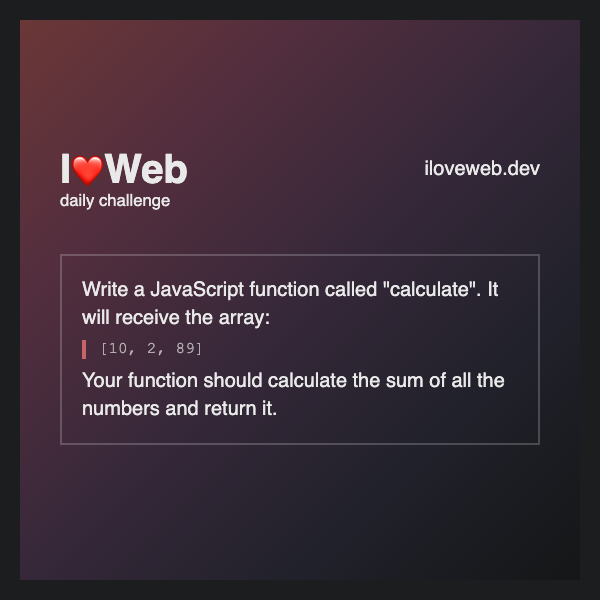 I❤️Web
iloveweb.dev
daily challenge
Write a JavaScript function called "calculate". It
will receive the array:
[10, 2, 89]
Your function should calculate the sum of all the
numbers and return it.